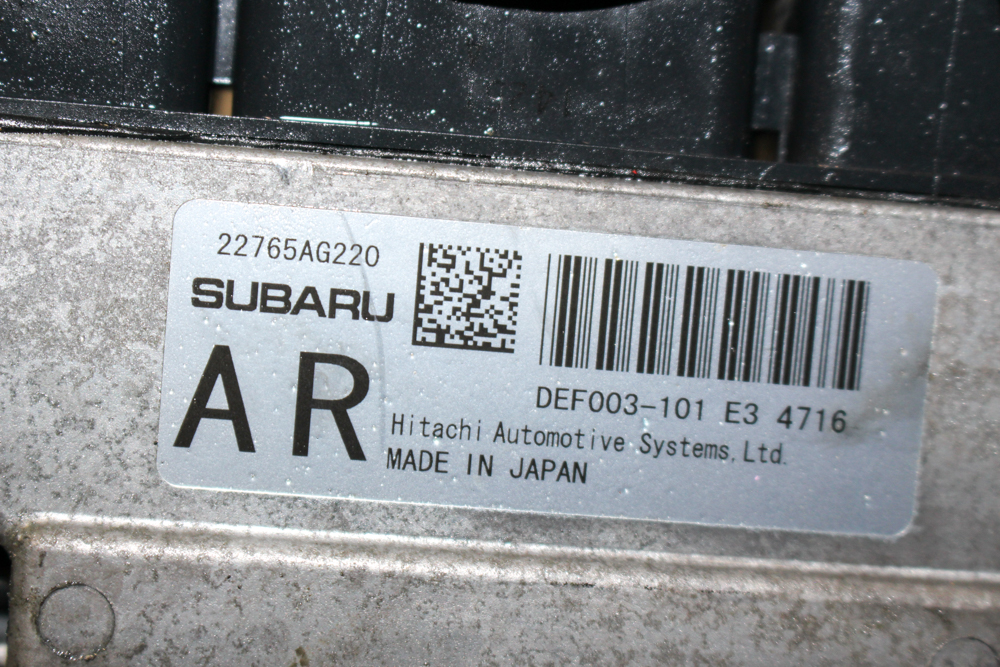 22765AG220
SUBARU
AR
DEF003-101 E3 4716
Hitachi Automotive Systems, Ltd.
MADE IN JAPAN